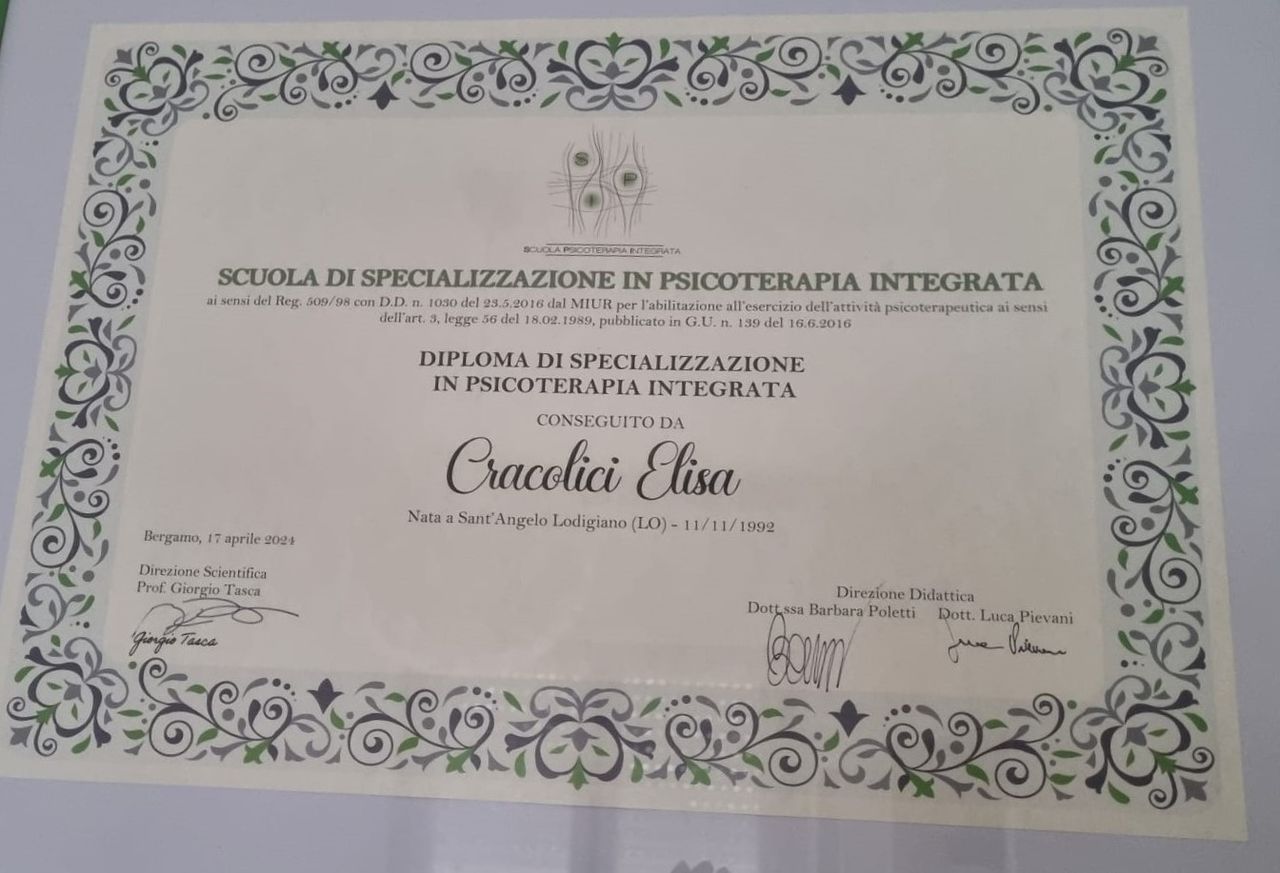 S
P
I
SCUOLA PSICOTERAPIA INTEGRATA
SCUOLA DI SPECIALIZZAZIONE IN PSICOTERAPIA INTEGRATA
ai sensi del Reg. 509/98 con D.D. n. 1030 del 23.5.2016 dal MIUR per l'abilitazione all'esercizio dell'attività psicoterapeutica ai sensi
dell'art. 3, legge 56 del 18.02.1989, pubblicato in G.U. n. 139 del 16.6.2016
DIPLOMA DI SPECIALIZZAZIONE
IN PSICOTERAPIA INTEGRATA
CONSEGUITO DA
Cracolici Elisa
Nata a Sant'Angelo Lodigiano (LO) - 11/11/1992
Bergamo, 17 aprile 2024
Direzione Scientifica
Prof. Giorgio Tasca
Giorgio Tasca
Direzione Didattica
Dott.ssa Barbara Poletti Dott. Luca Pievani